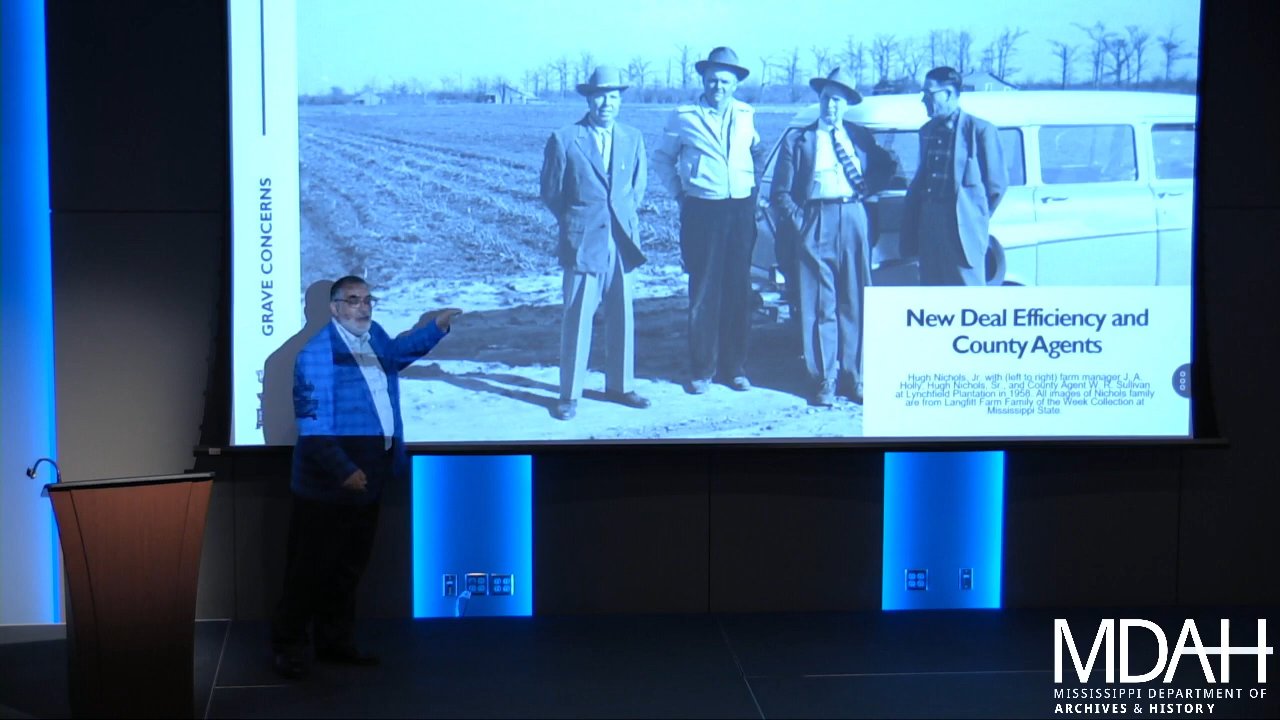 GRAVE CONCERNS
New Deal Efficiency and
County Agents
Hugh Nichols, Jr. with (left to right) farm manager J. A.
Holly, Hugh Nichols, Sr., and County Agent W. R. Sullivan
at Lynchfield Plantation in 1958. All images of Nichols family
are from Langfitt Farm Family of the Week Collection at
Mississippi State.
MDAH
MISSISSIPPI DEPARTMENT OF
ARCHIVES & HISTORY